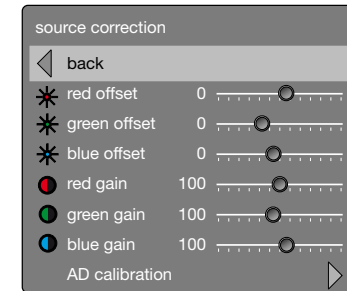 source correction
back
red offset 0
green offset 0
blue offset 0
red gain 100
green gain 100
blue gain 100
AD calibration